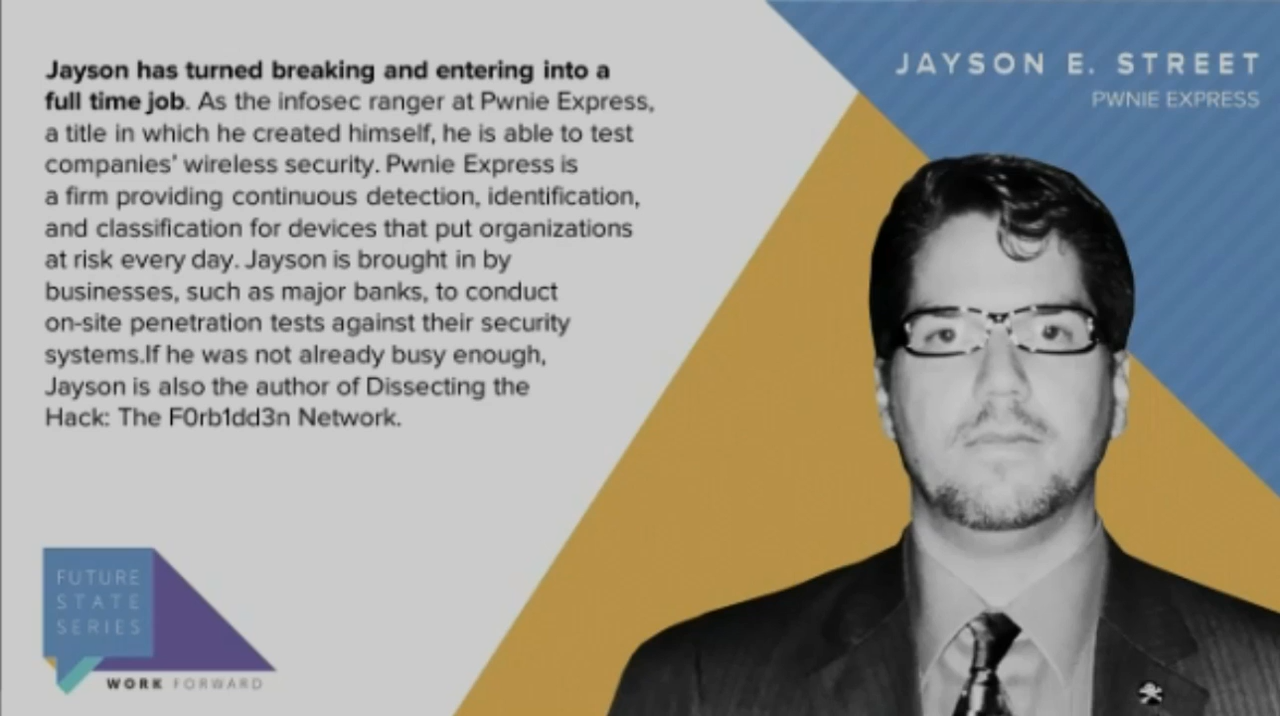 Jayson has turned breaking and entering into a
full time job. As the infosec ranger at Pwnie Express,
a title in which he created himself, he is able to test
companies' wireless security. Pwnie Express is
a firm providing continuous detection, identification,
and classification for devices that put organizations
at risk every day. Jayson is brought in by
businesses, such as major banks, to conduct
on-site penetration tests against their security
systems.If he was not already busy enough,
Jayson is also the author of Dissecting the
Hack: The F0rb1dd3n Network.
JAYSON E. STREET
PWNIE EXPRESS
FUTURE
STATE
SERIES
WORK FORWARD